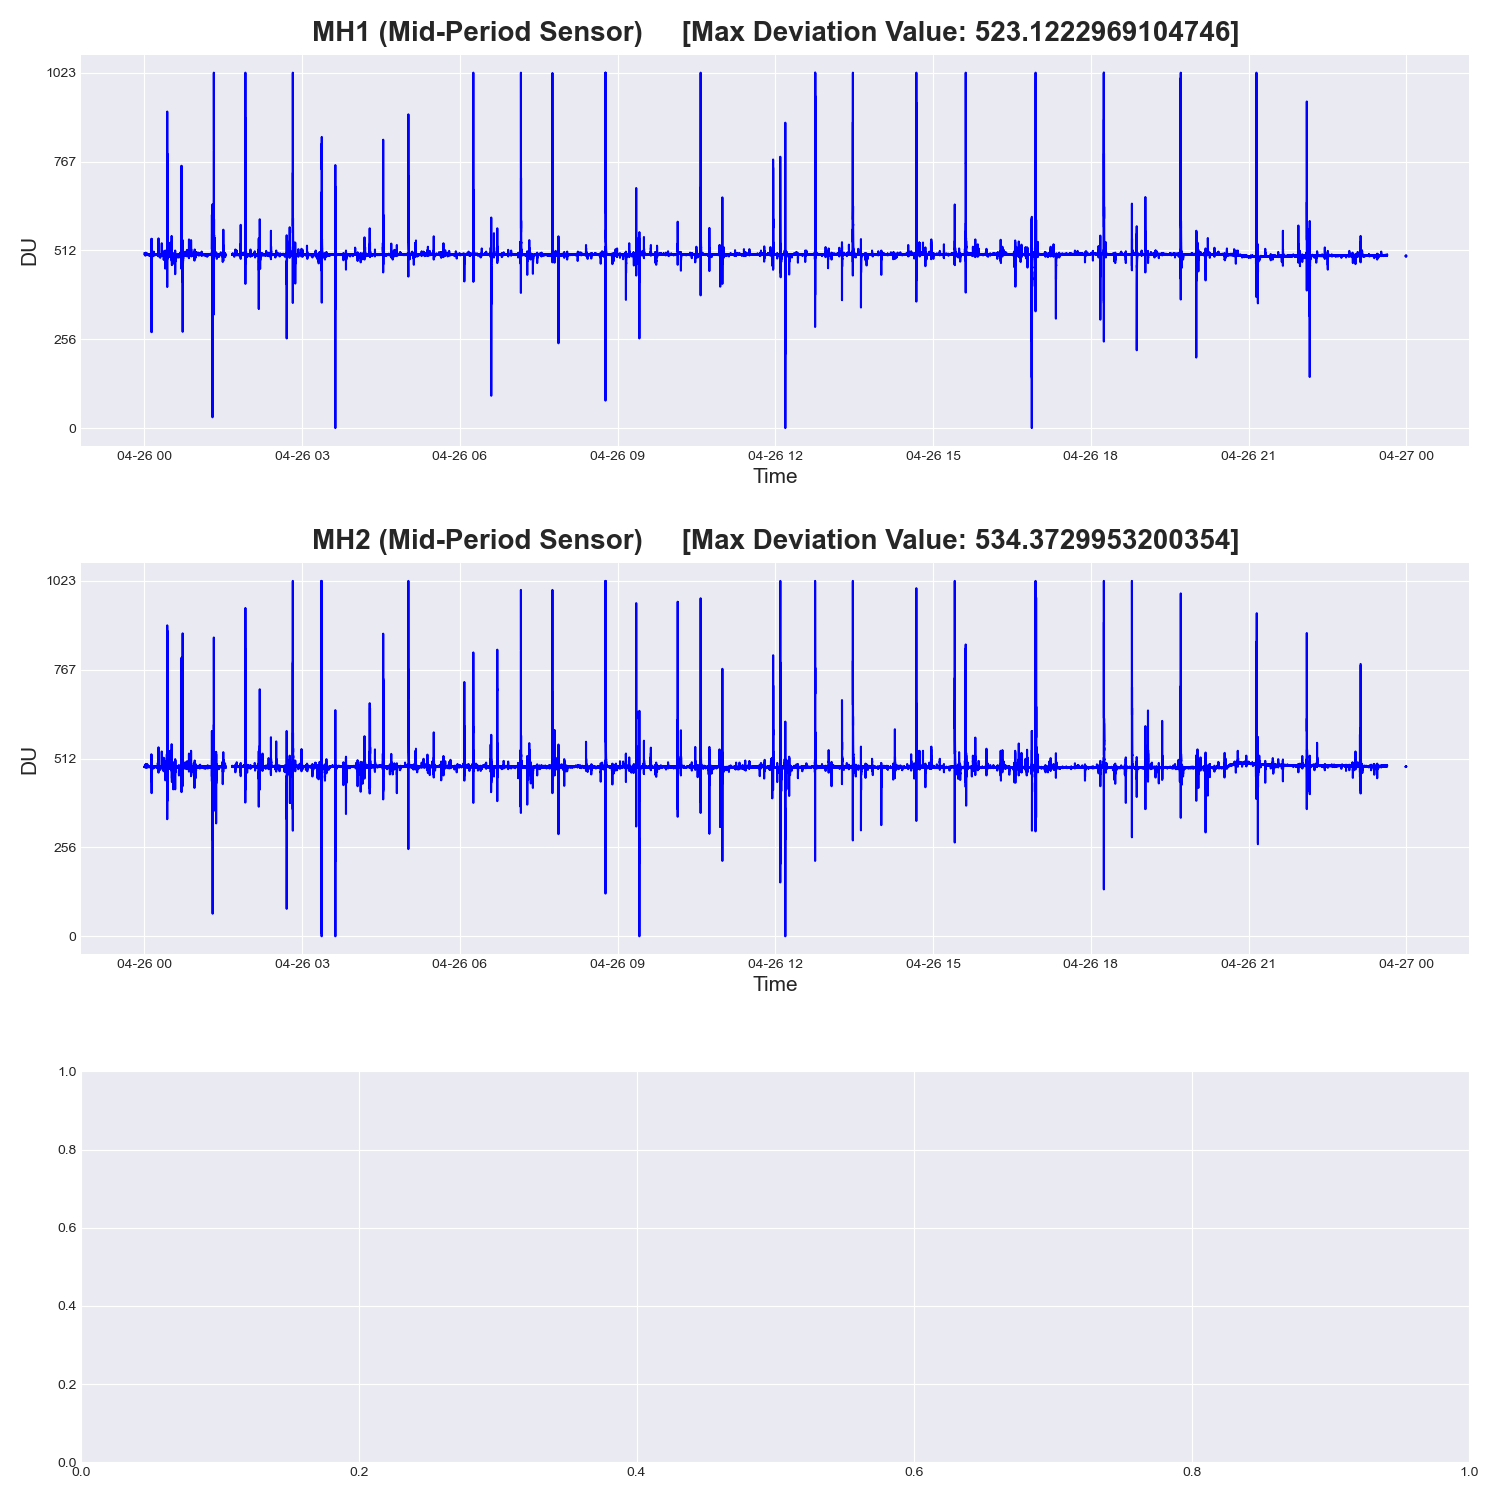 MH1 (Mid-Period Sensor) [Max Deviation Value: 523.1222969104746]
1023
767
512
256
0
DU
04-26 00 04-26 03 04-26 06 04-26 09 04-26 12 04-26 15 04-26 18 04-26 21 04-27 00
Time
MH2 (Mid-Period Sensor) [Max Deviation Value: 534.3729953200354]
1023
767
512
256
0
DU
04-26 00 04-26 03 04-26 06 04-26 09 04-26 12 04-26 15 04-26 18 04-26 21 04-27 00
Time
1.0
0.8
0.6
0.4
0.2
0.0
0.0 0.2 0.4 0.6 0.8 1.0